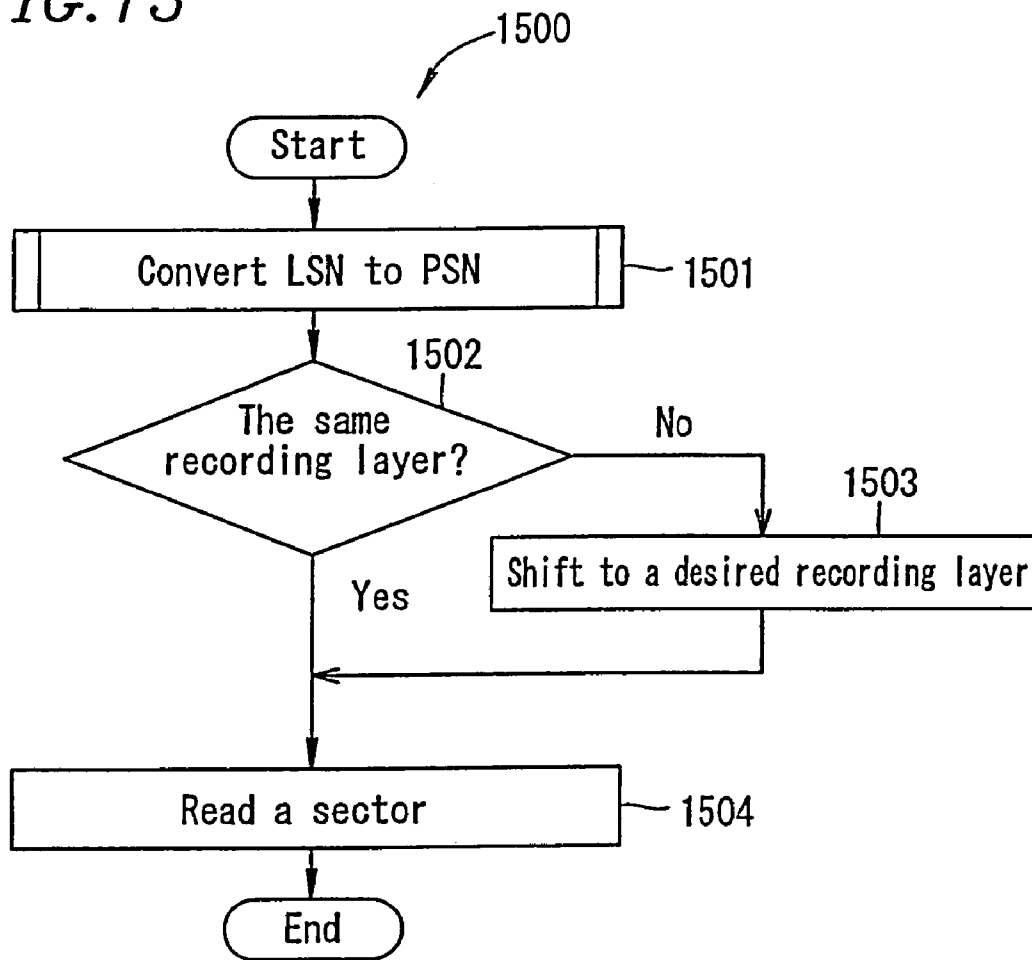 IG. 15
1500
Start
Convert LSN to PSN
1501
1502
The same
recording layer?
No
1503
Shift to a desired recording layer
Yes
Read a sector
1504
End